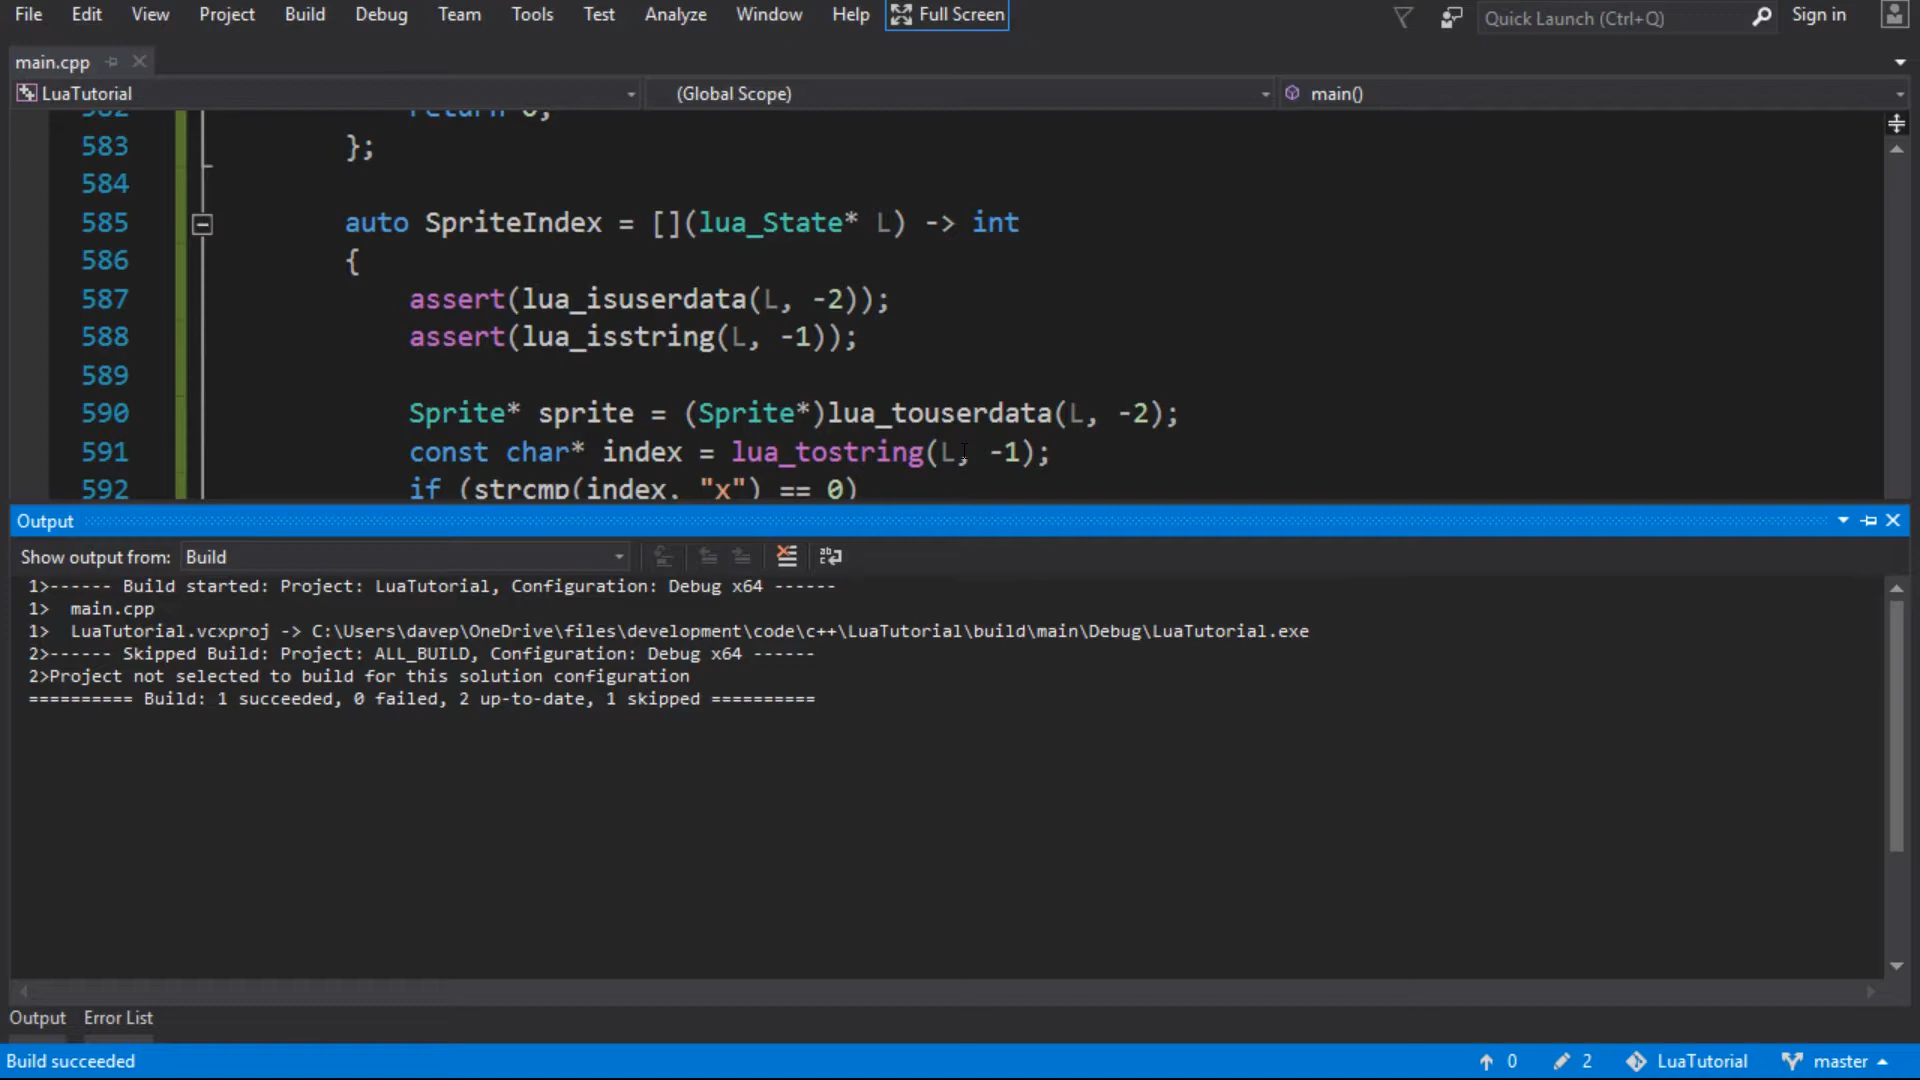 File Edit View Project Build Debug Team Tools Test Analyze Window Help Full Screen Quick Launch (Ctrl+Q) Sign in
main.cpp
LuaTutorial (Global Scope) main()
582 return 0;
583 };
584
585 auto SpriteIndex = [](lua_State* L) -> int
586 {
587 assert(lua_isuserdata(L, -2));
588 assert(lua_isstring(L, -1));
589
590 Sprite* sprite = (Sprite*)lua_touserdata(L, -2);
591 const char* index = lua_tostring(L, -1);
592 if (strcmp(index, "x") == 0)
Output
Show output from: Build
1>------ Build started: Project: LuaTutorial, Configuration: Debug x64 ------
1> main.cpp
1> LuaTutorial.vcxproj -> C:\Users\davep\OneDrive\files\development\code\c++\LuaTutorial\build\main\Debug\LuaTutorial.exe
2>------ Skipped Build: Project: ALL_BUILD, Configuration: Debug x64 ------
2>Project not selected to build for this solution configuration
========== Build: 1 succeeded, 0 failed, 2 up-to-date, 1 skipped ==========
Output Error List
Build succeeded 0 2 LuaTutorial master